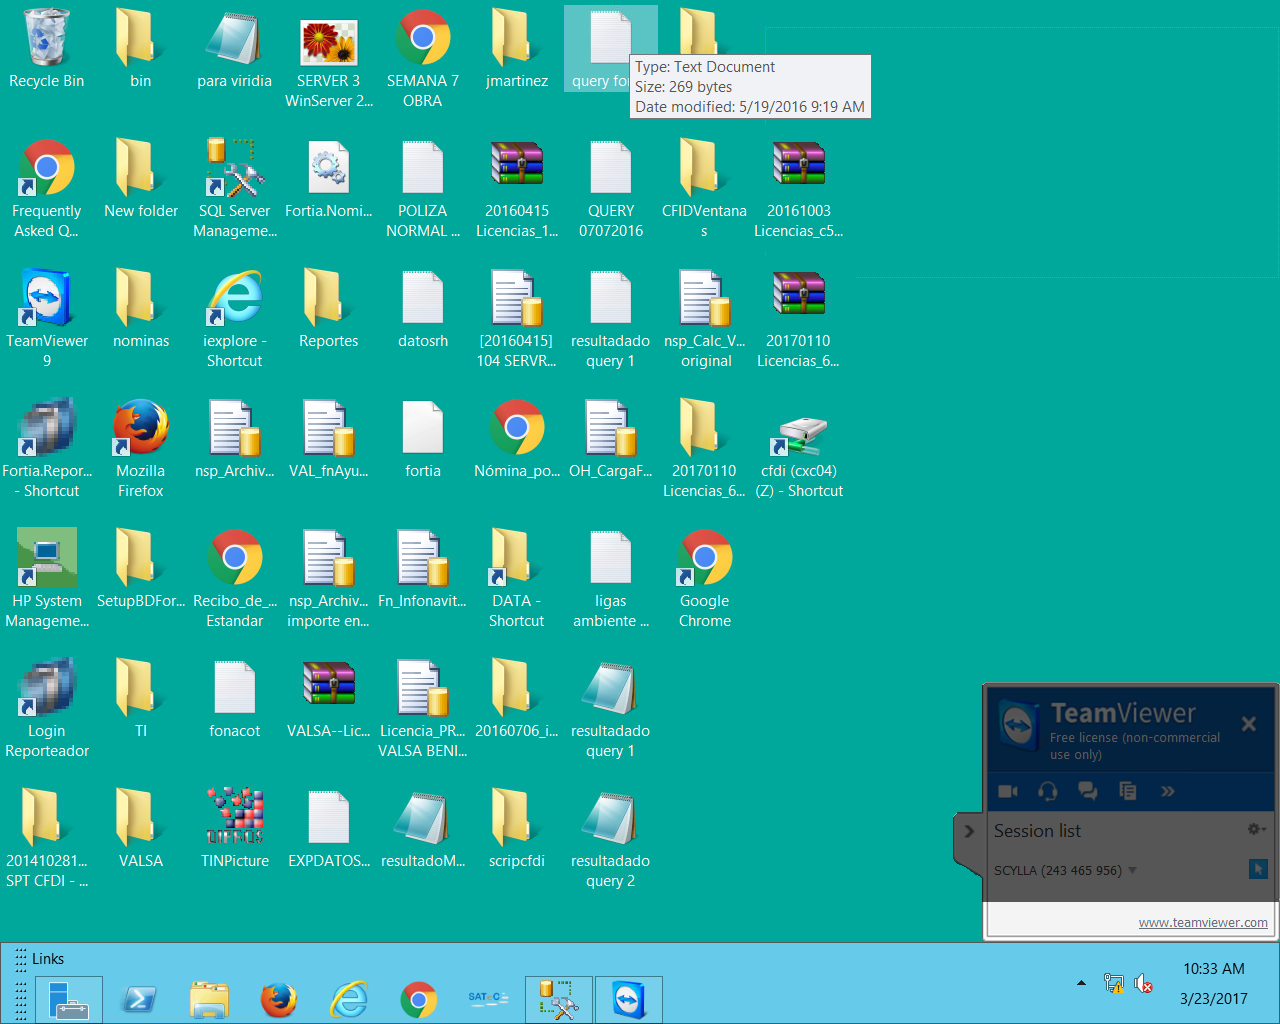 Recycle Bin
bin
para viridia
SERVER 3
WinServer 2...
SEMANA 7
OBRA
jmartinez
query fo
Type: Text Document
Size: 269 bytes
Date modified: 5/19/2016 9:19 AM
Frequently
Asked Q...
New folder
SQL Server
Manageme...
Fortia.Nomi...
POLIZA
NORMAL ...
20160415
Licencias_1...
QUERY
07072016
CFIDVentana
s
20161003
Licencias_c5...
TeamViewer
9
nominas
iexplore -
Shortcut
Reportes
datosrh
[20160415]
104 SERVR...
resultadado
query 1
nsp_Calc_V...
original
20170110
Licencias_6...
Fortia.Repor...
- Shortcut
Mozilla
Firefox
nsp_Archiv...
VAL_fnAyu...
fortia
Nómina_po...
OH_CargaF...
20170110
Licencias_6...
cfdi (cxc04)
(Z) - Shortcut
HP System
Manageme...
SetupBDFor...
Recibo_de_...
Estandar
nsp_Archiv...
importe en...
Fn_Infonavit...
DATA -
Shortcut
ligas
ambiente ...
Google
Chrome
Login
Reporteador
TI
fonacot
VALSA--Lic...
Licencia_PR...
VALSA BENI...
20160706_i...
resultadado
query 1
201410281...
SPT CFDI - ...
VALSA
TINPicture
EXPDATOS...
resultadoM...
scripcfdi
resultadado
query 2
TeamViewer
Free license (non-commercial
use only)
Session list
SCYLLA (243 465 956)
www.teamviewer.com
Links
10:33 AM
3/23/2017